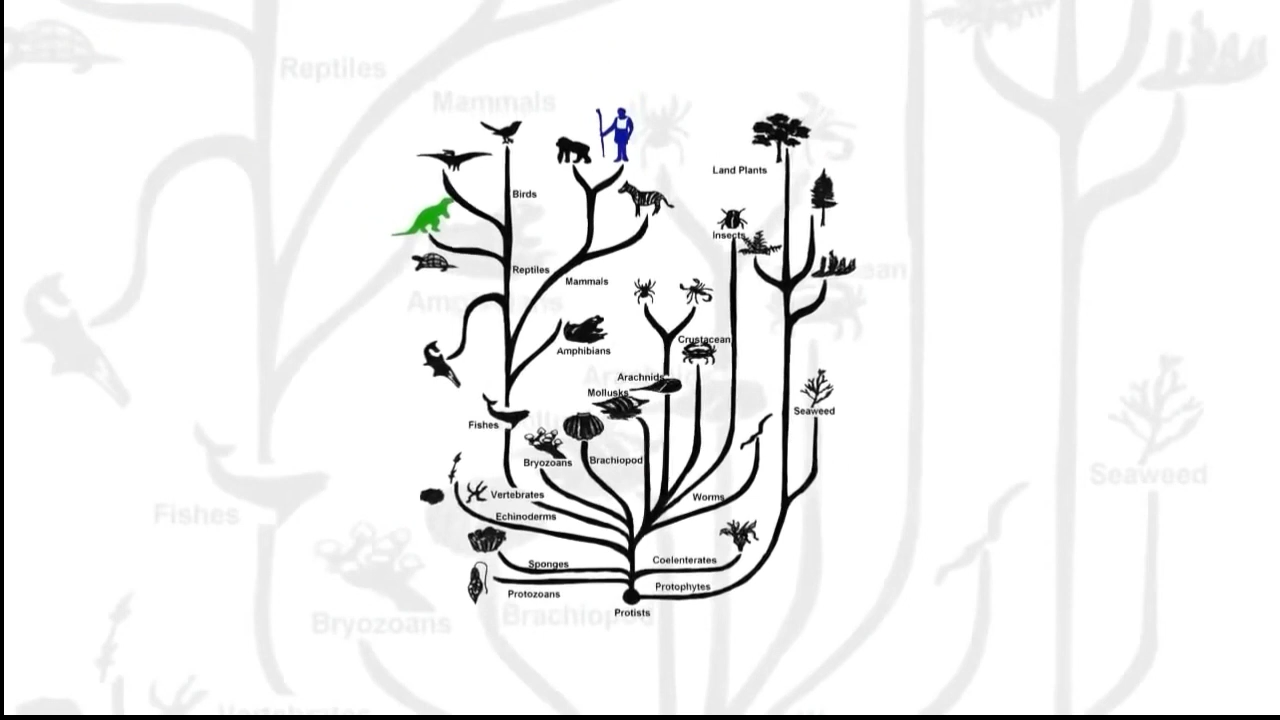 Reptiles
Mammals
Land Plants
Birds
Insects
Reptiles
Mammals
Crustacean
Amphibians
Arachnids
Mollusks
Seaweed
Fishes
Bryozoans
Brachiopod
Seaweed
Vertebrates
Worms
Fishes
Echinoderms
Coelenterates
Sponges
Protophytes
Protozoans
Protists
Bryozoans
Brachiopod
Vertebrates